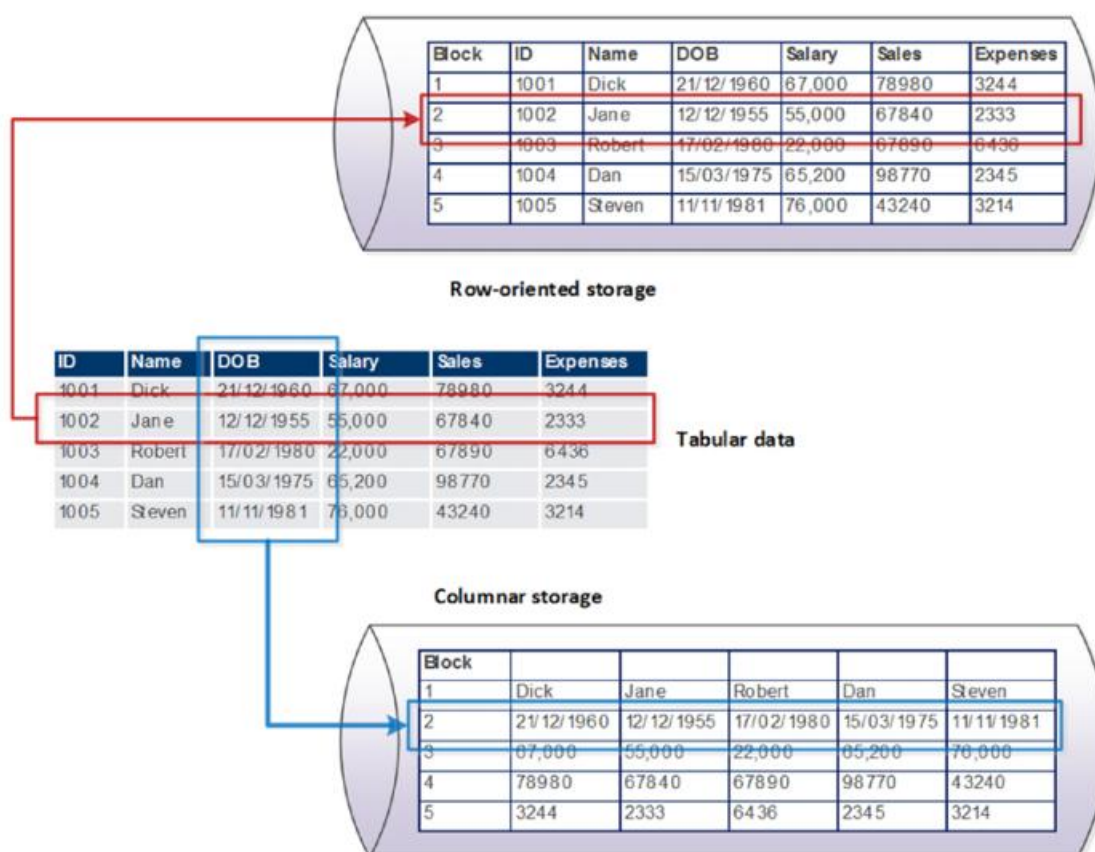 Block ID Name DOB Salary Sales Expenses
1 1001 Dick 21/12/1960 67,000 78980 3244
2 1002 Jane 12/12/1955 55,000 67840 2333
3 1003 Robert 17/02/1980 22,000 67890 6436
4 1004 Dan 15/03/1975 65,200 98770 2345
5 1005 Steven 11/11/1981 76,000 43240 3214
Row-oriented storage
ID Name DOB Salary Sales Expenses
1001 Dick 21/12/1960 67,000 78980 3244
1002 Jane 12/12/1955 55,000 67840 2333
1003 Robert 17/02/1980 22,000 67890 6436
1004 Dan 15/03/1975 65,200 98770 2345
1005 Steven 11/11/1981 76,000 43240 3214
Tabular data
Columnar storage
Block
1 Dick Jane Robert Dan Steven
2 21/12/1960 12/12/1955 17/02/1980 15/03/1975 11/11/1981
3 67,000 55,000 22,000 65,200 76,000
4 78980 67840 67890 98770 43240
5 3244 2333 6436 2345 3214